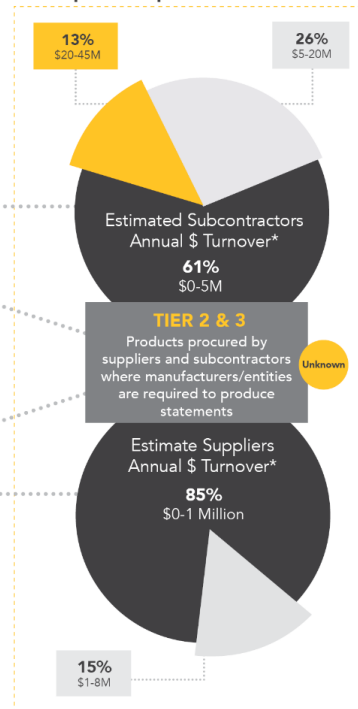 13%
$20-45M
26%
$5-20M
Estimated Subcontractors
Annual $ Turnover*
61%
$0-5M
TIER 2 & 3
Products procured by
suppliers and subcontractors
where manufacturers/entities
are required to produce
statements
Unknown
Estimate Suppliers
Annual $ Turnover*
85%
$0-1 Million
15%
$1-8M